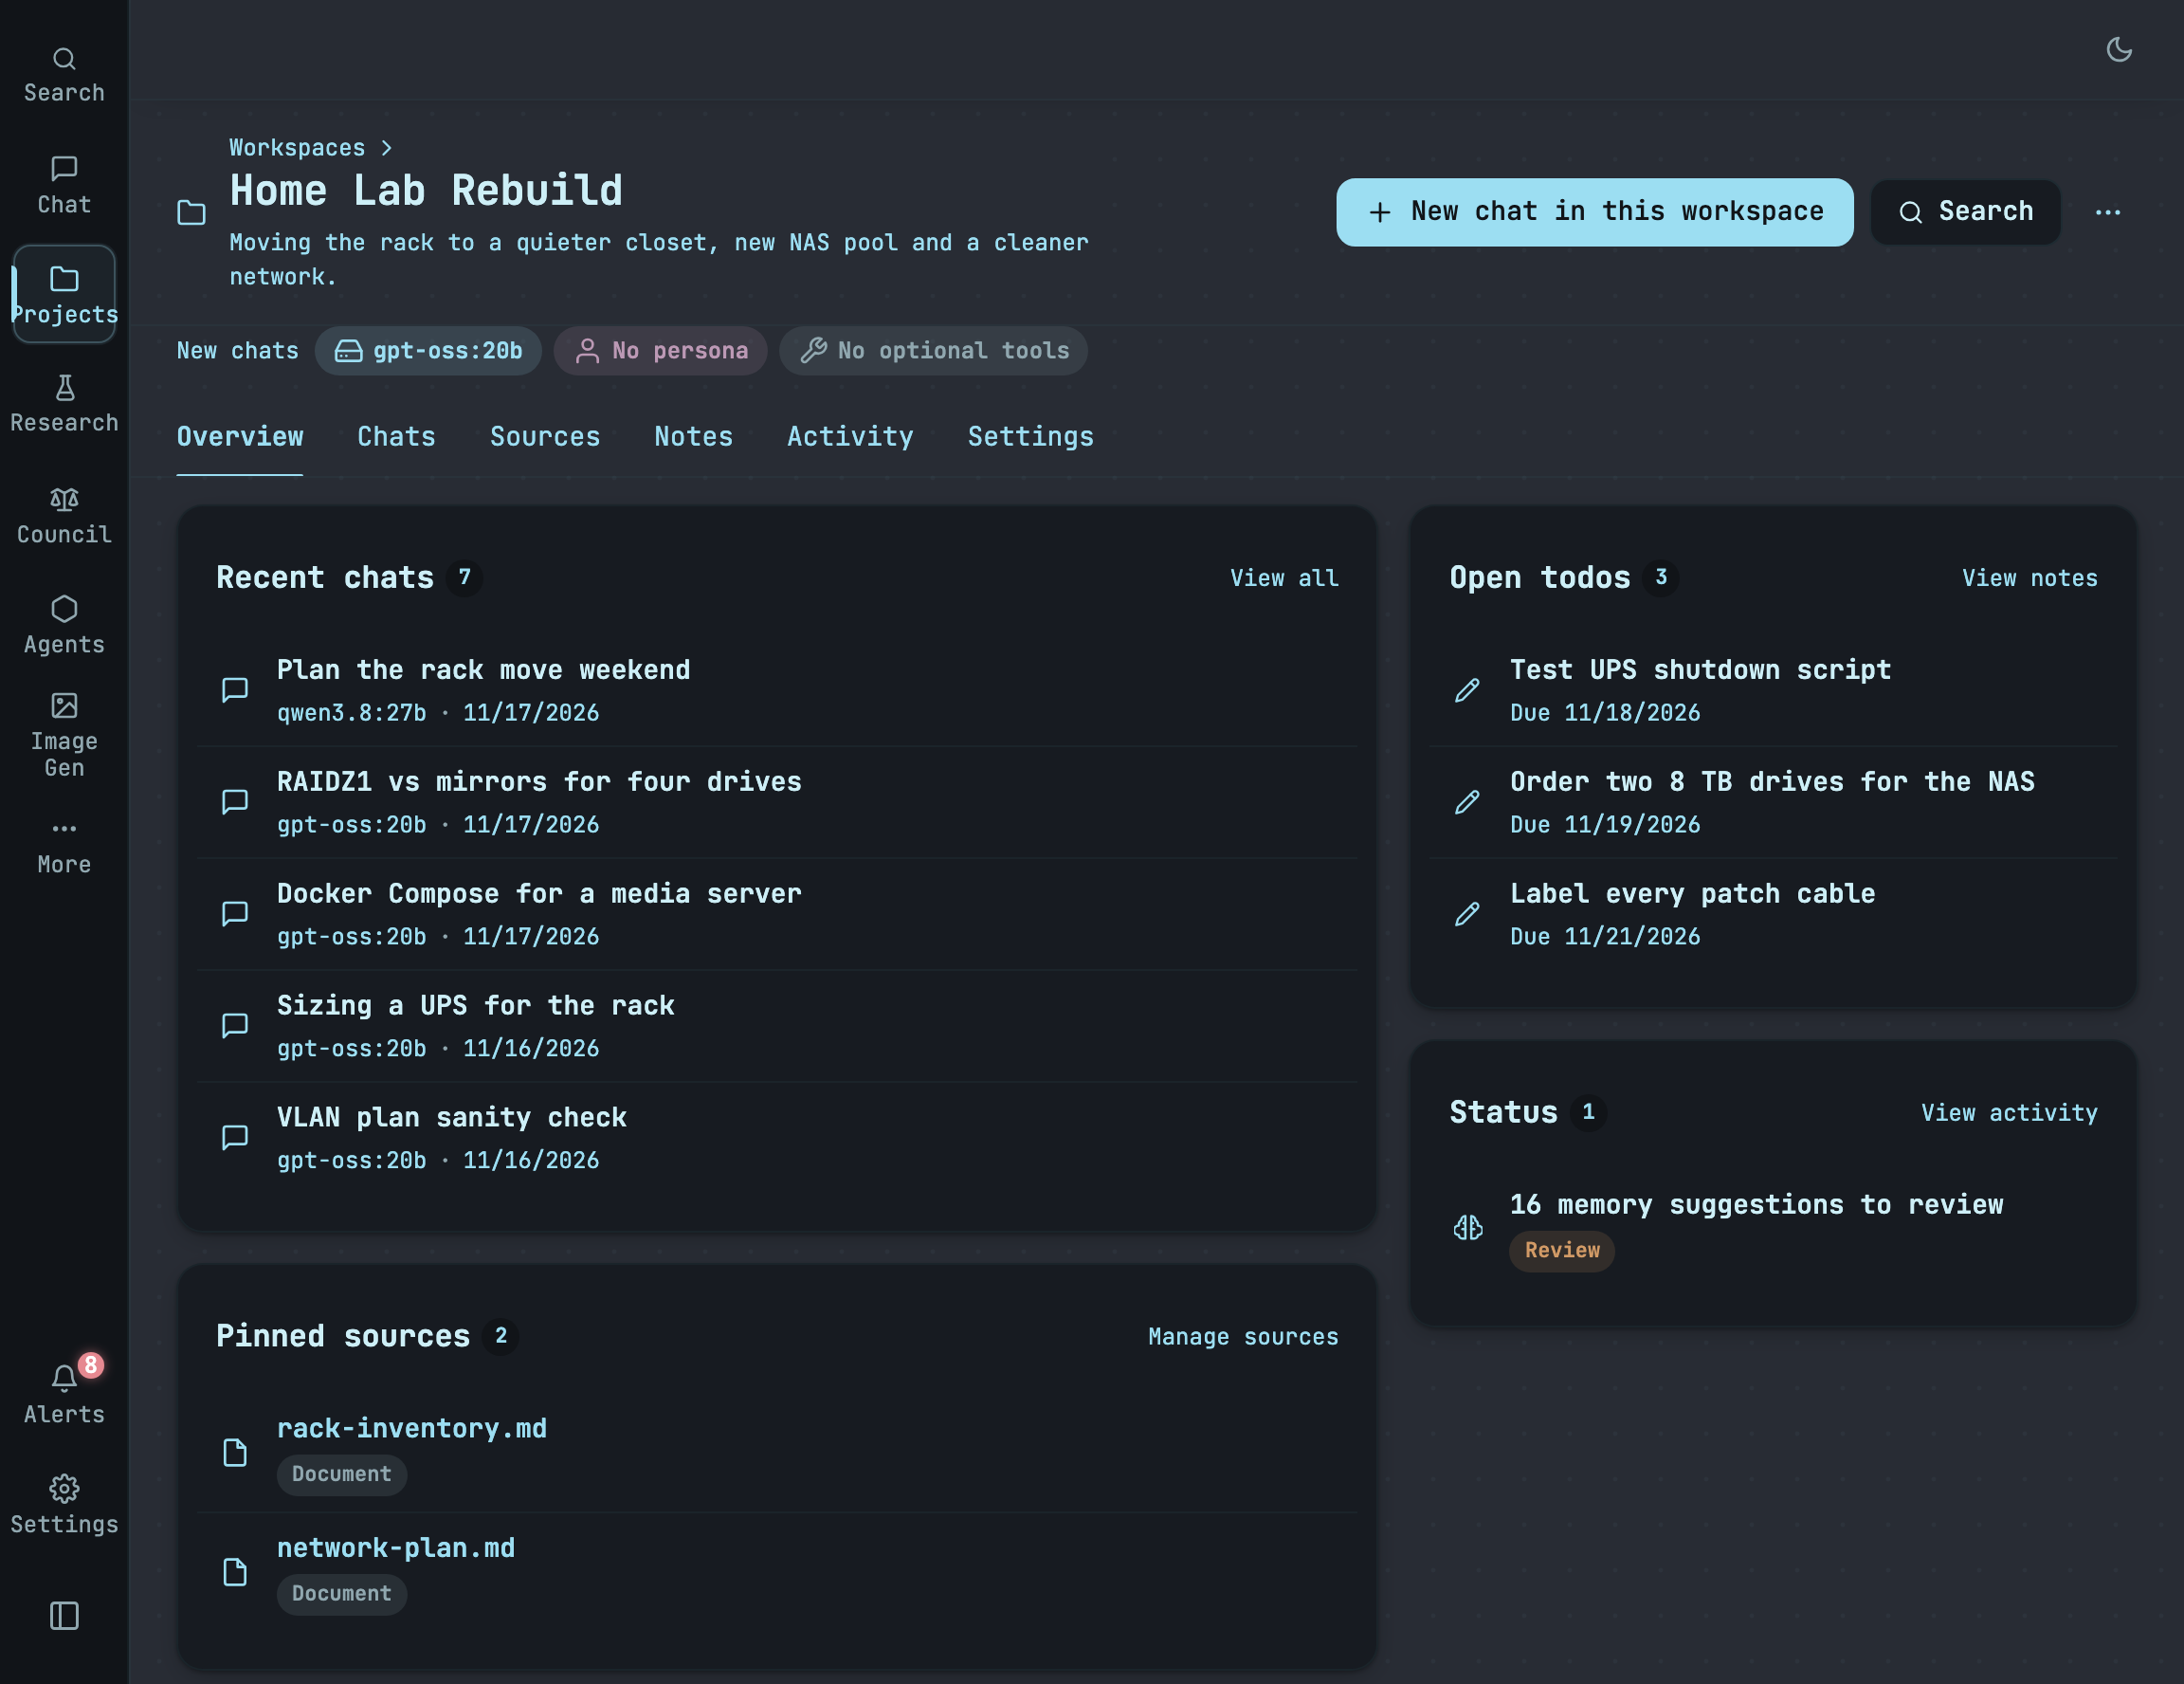 Search
Chat
Projects
Research
Council
Agents
Image
Gen
More
Alerts
8
Settings
Workspaces
Home Lab Rebuild
Moving the rack to a quieter closet, new NAS pool and a cleaner
network.
New chat in this workspace
Search
New chats
gpt-oss:20b
No persona
No optional tools
Overview
Chats
Sources
Notes
Activity
Settings
Recent chats 7
View all
Plan the rack move weekend
qwen3.8:27b · 11/17/2026
RAIDZ1 vs mirrors for four drives
gpt-oss:20b · 11/17/2026
Docker Compose for a media server
gpt-oss:20b · 11/17/2026
Sizing a UPS for the rack
gpt-oss:20b · 11/16/2026
VLAN plan sanity check
gpt-oss:20b · 11/16/2026
Pinned sources 2
Manage sources
rack-inventory.md
Document
network-plan.md
Document
Open todos 3
View notes
Test UPS shutdown script
Due 11/18/2026
Order two 8 TB drives for the NAS
Due 11/19/2026
Label every patch cable
Due 11/21/2026
Status 1
View activity
16 memory suggestions to review
Review